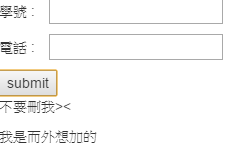 學號 :
電話 :
submit
不要刪我><
我是而外想加的